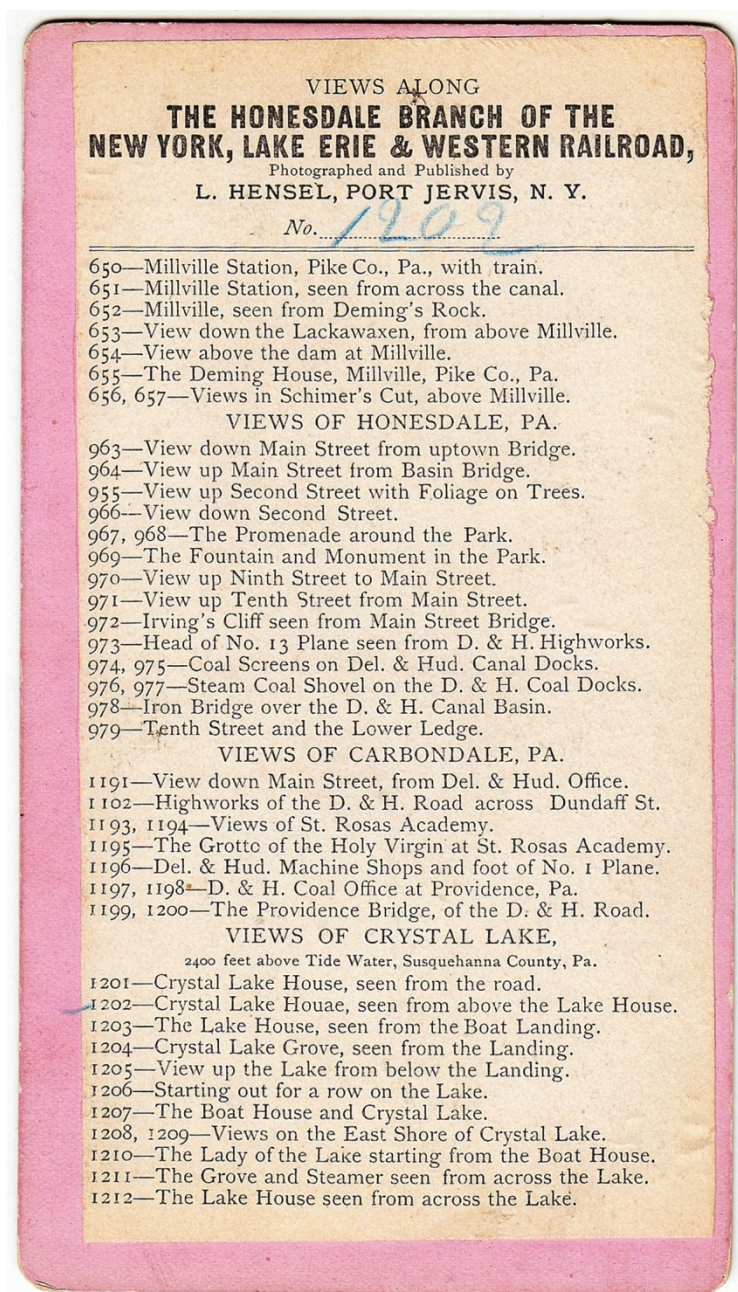 VIEWS ALONG
THE HONESDALE BRANCH OF THE
NEW YORK, LAKE ERIE & WESTERN RAILROAD,
Photographed and Published by
L. HENSEL, PORT JERVIS, N. Y.
No. 1202
650—Millville Station, Pike Co., Pa., with train.
651—Millville Station, seen from across the canal.
652—Millville, seen from Deming's Rock.
653—View down the Lackawaxen, from above Millville.
654—View above the dam at Millville.
655—The Deming House, Millville, Pike Co., Pa.
656, 657—Views in Schimer's Cut, above Millville.
VIEWS OF HONESDALE, PA.
963—View down Main Street from uptown Bridge.
964—View up Main Street from Basin Bridge.
955—View up Second Street with Foliage on Trees.
966—View down Second Street.
967, 968—The Promenade around the Park.
969—The Fountain and Monument in the Park.
970—View up Ninth Street to Main Street.
971—View up Tenth Street from Main Street.
972—Irving's Cliff seen from Main Street Bridge.
973—Head of No. 13 Plane seen from D. & H. Highworks.
974, 975—Coal Screens on Del. & Hud. Canal Docks.
976, 977—Steam Coal Shovel on the D. & H. Coal Docks.
978—Iron Bridge over the D. & H. Canal Basin.
979—Tenth Street and the Lower Ledge.
VIEWS OF CARBONDALE, PA.
1191—View down Main Street, from Del. & Hud. Office.
1102—Highworks of the D. & H. Road across Dundaff St.
1193, 1194—Views of St. Rosas Academy.
1195—The Grotto of the Holy Virgin at St. Rosas Academy.
1196—Del. & Hud. Machine Shops and foot of No. 1 Plane.
1197, 1198—D. & H. Coal Office at Providence, Pa.
1199, 1200—The Providence Bridge, of the D. & H. Road.
VIEWS OF CRYSTAL LAKE,
2400 feet above Tide Water, Susquehanna County, Pa.
1201—Crystal Lake House, seen from the road.
1202—Crystal Lake Houae, seen from above the Lake House.
1203—The Lake House, seen from the Boat Landing.
1204—Crystal Lake Grove, seen from the Landing.
1205—View up the Lake from below the Landing.
1206—Starting out for a row on the Lake.
1207—The Boat House and Crystal Lake.
1208, 1209—Views on the East Shore of Crystal Lake.
1210—The Lady of the Lake starting from the Boat House.
1211—The Grove and Steamer seen from across the Lake.
1212—The Lake House seen from across the Lake.